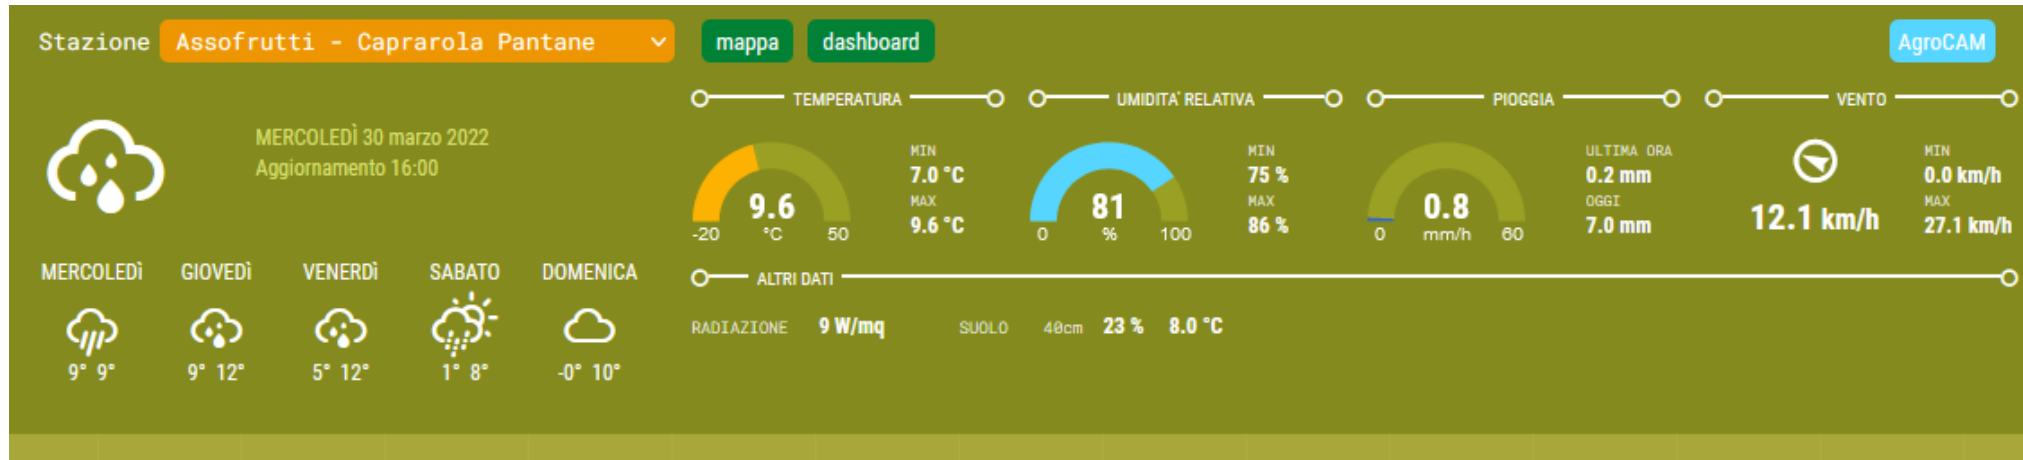 Stazione Assofrutti - Caprarola Pantane mappa dashboard AgroCAM
MERCOLEDÌ 30 marzo 2022
Aggiornamento 16:00
MERCOLEDÌ GIOVEDÌ VENERDÌ SABATO DOMENICA
9° 9° 9° 12° 5° 12° 1° 8° -0° 10°
TEMPERATURA
9.6
°C
-20 50
MIN
7.0 °C
MAX
9.6 °C
UMIDITA' RELATIVA
81
%
0 100
MIN
75 %
MAX
86 %
PIOGGIA
0.8
mm/h
0 60
ULTIMA ORA
0.2 mm
OGGI
7.0 mm
VENTO
12.1 km/h
MIN
0.0 km/h
MAX
27.1 km/h
ALTRI DATI
RADIAZIONE 9 W/mq SUOLO 40cm 23 % 8.0 °C